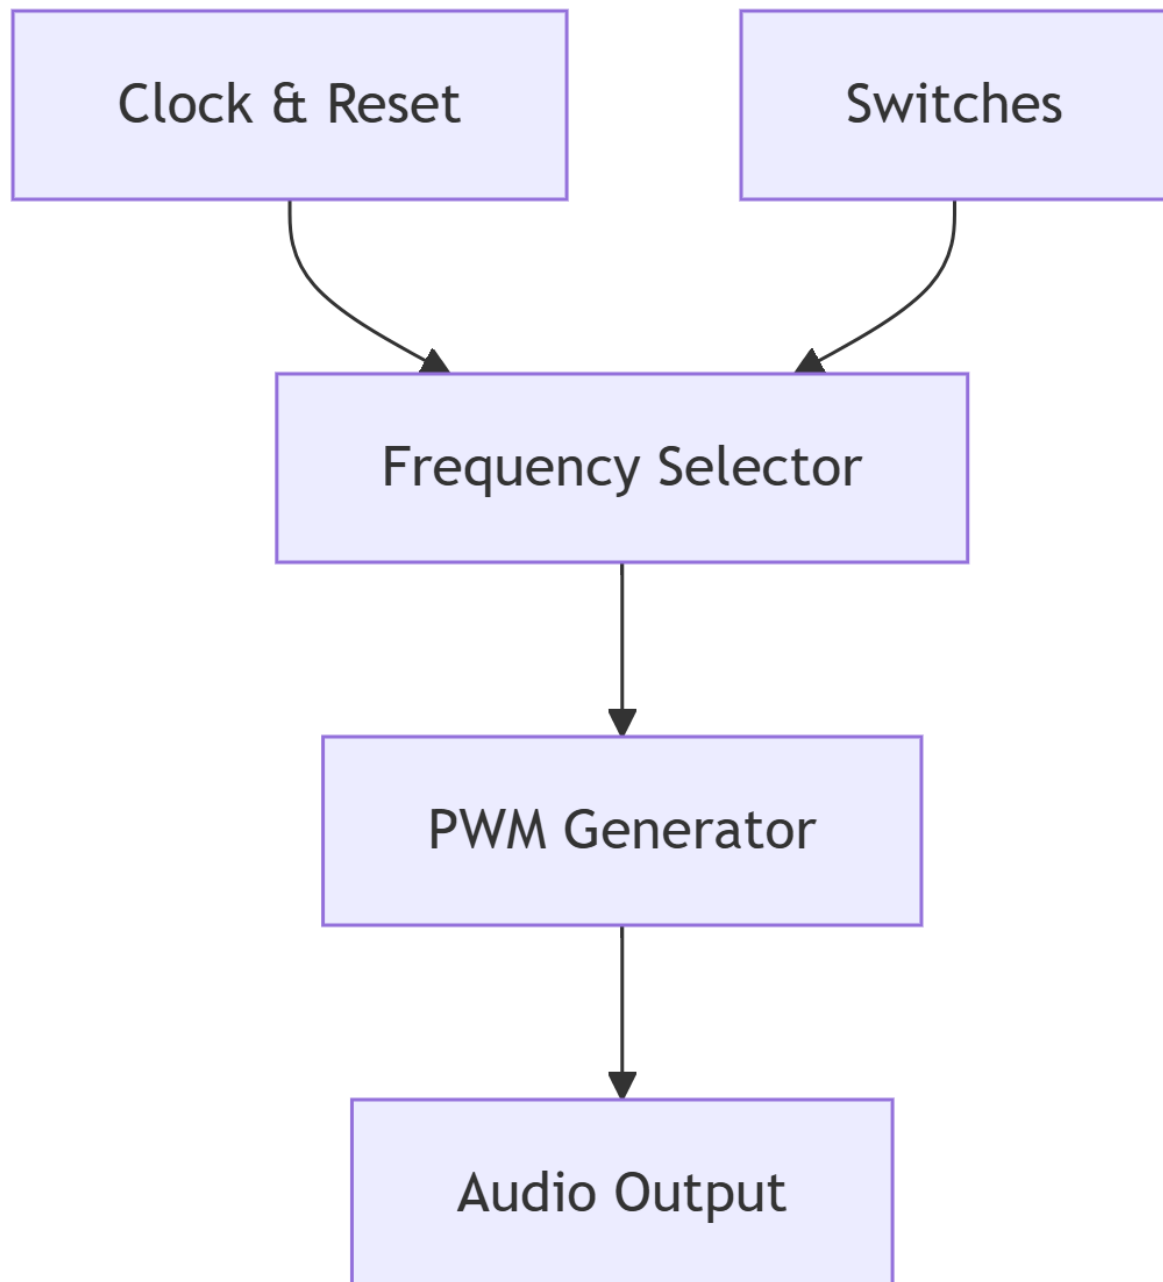 Clock & Reset
Switches
Frequency Selector
PWM Generator
Audio Output